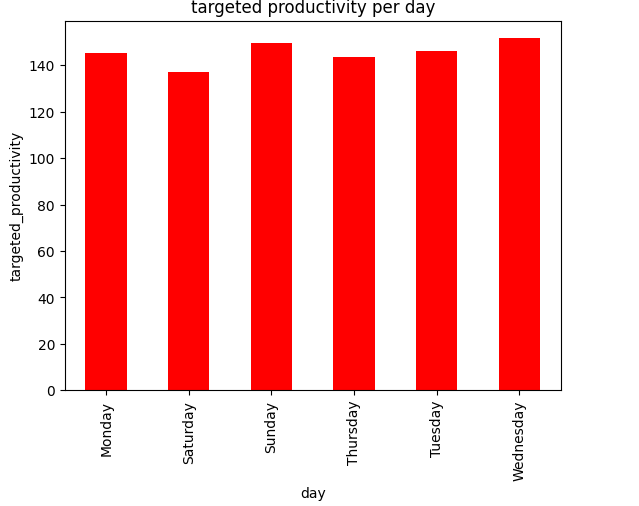 targeted productivity per day
targeted_productivity
140
120
100
80
60
40
20
0
Monday
Saturday
Sunday
Thursday
Tuesday
Wednesday
day